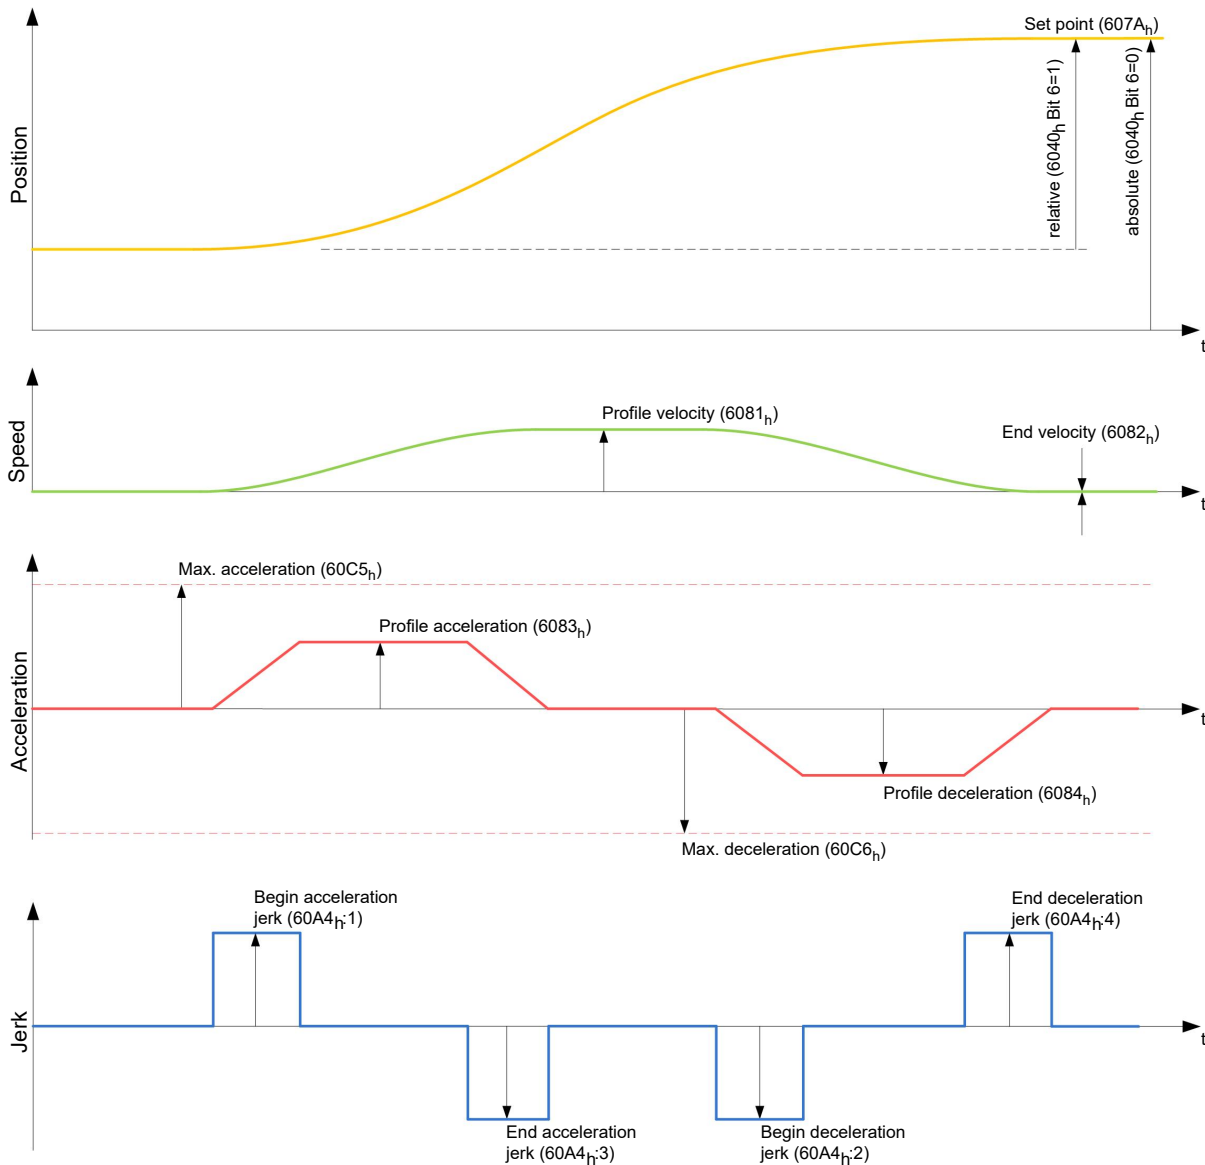 Set point (607Ah)
relative (6040h Bit 6=1)
absolute (6040h Bit 6=0)
Position
t
Profile velocity (6081h)
End velocity (6082h)
Speed
t
Max. acceleration (60C5h)
Profile acceleration (6083h)
Acceleration
t
Profile deceleration (6084h)
Max. deceleration (60C6h)
Begin acceleration
jerk (60A4h:1)
End deceleration
jerk (60A4h:4)
Jerk
t
End acceleration
jerk (60A4h:3)
Begin deceleration
jerk (60A4h:2)